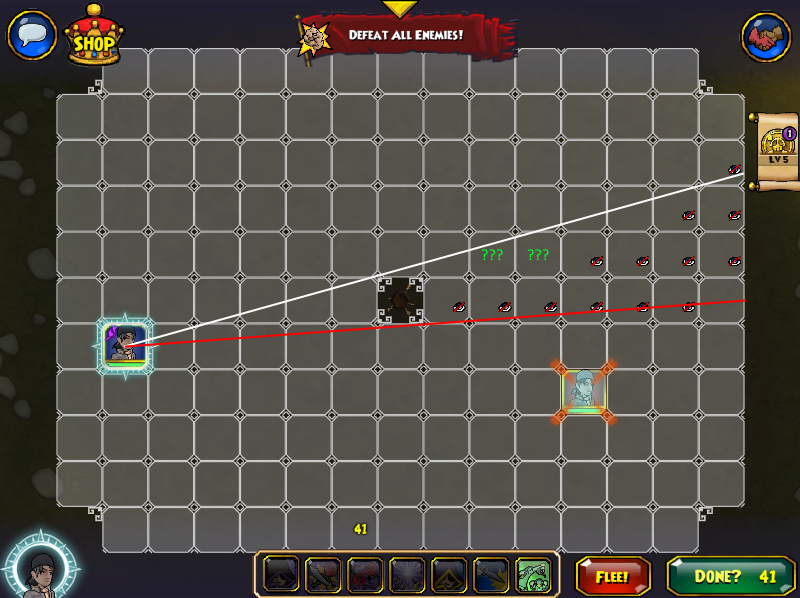 SHOP
DEFEAT ALL ENEMIES!
1
LV 5
??? ???
41
FLEE!
DONE? 41